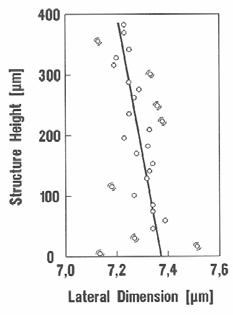 400
300
200
100
0
Structure Height [µm]
7,0 7,2 7,4 7,6
Lateral Dimension [µm]